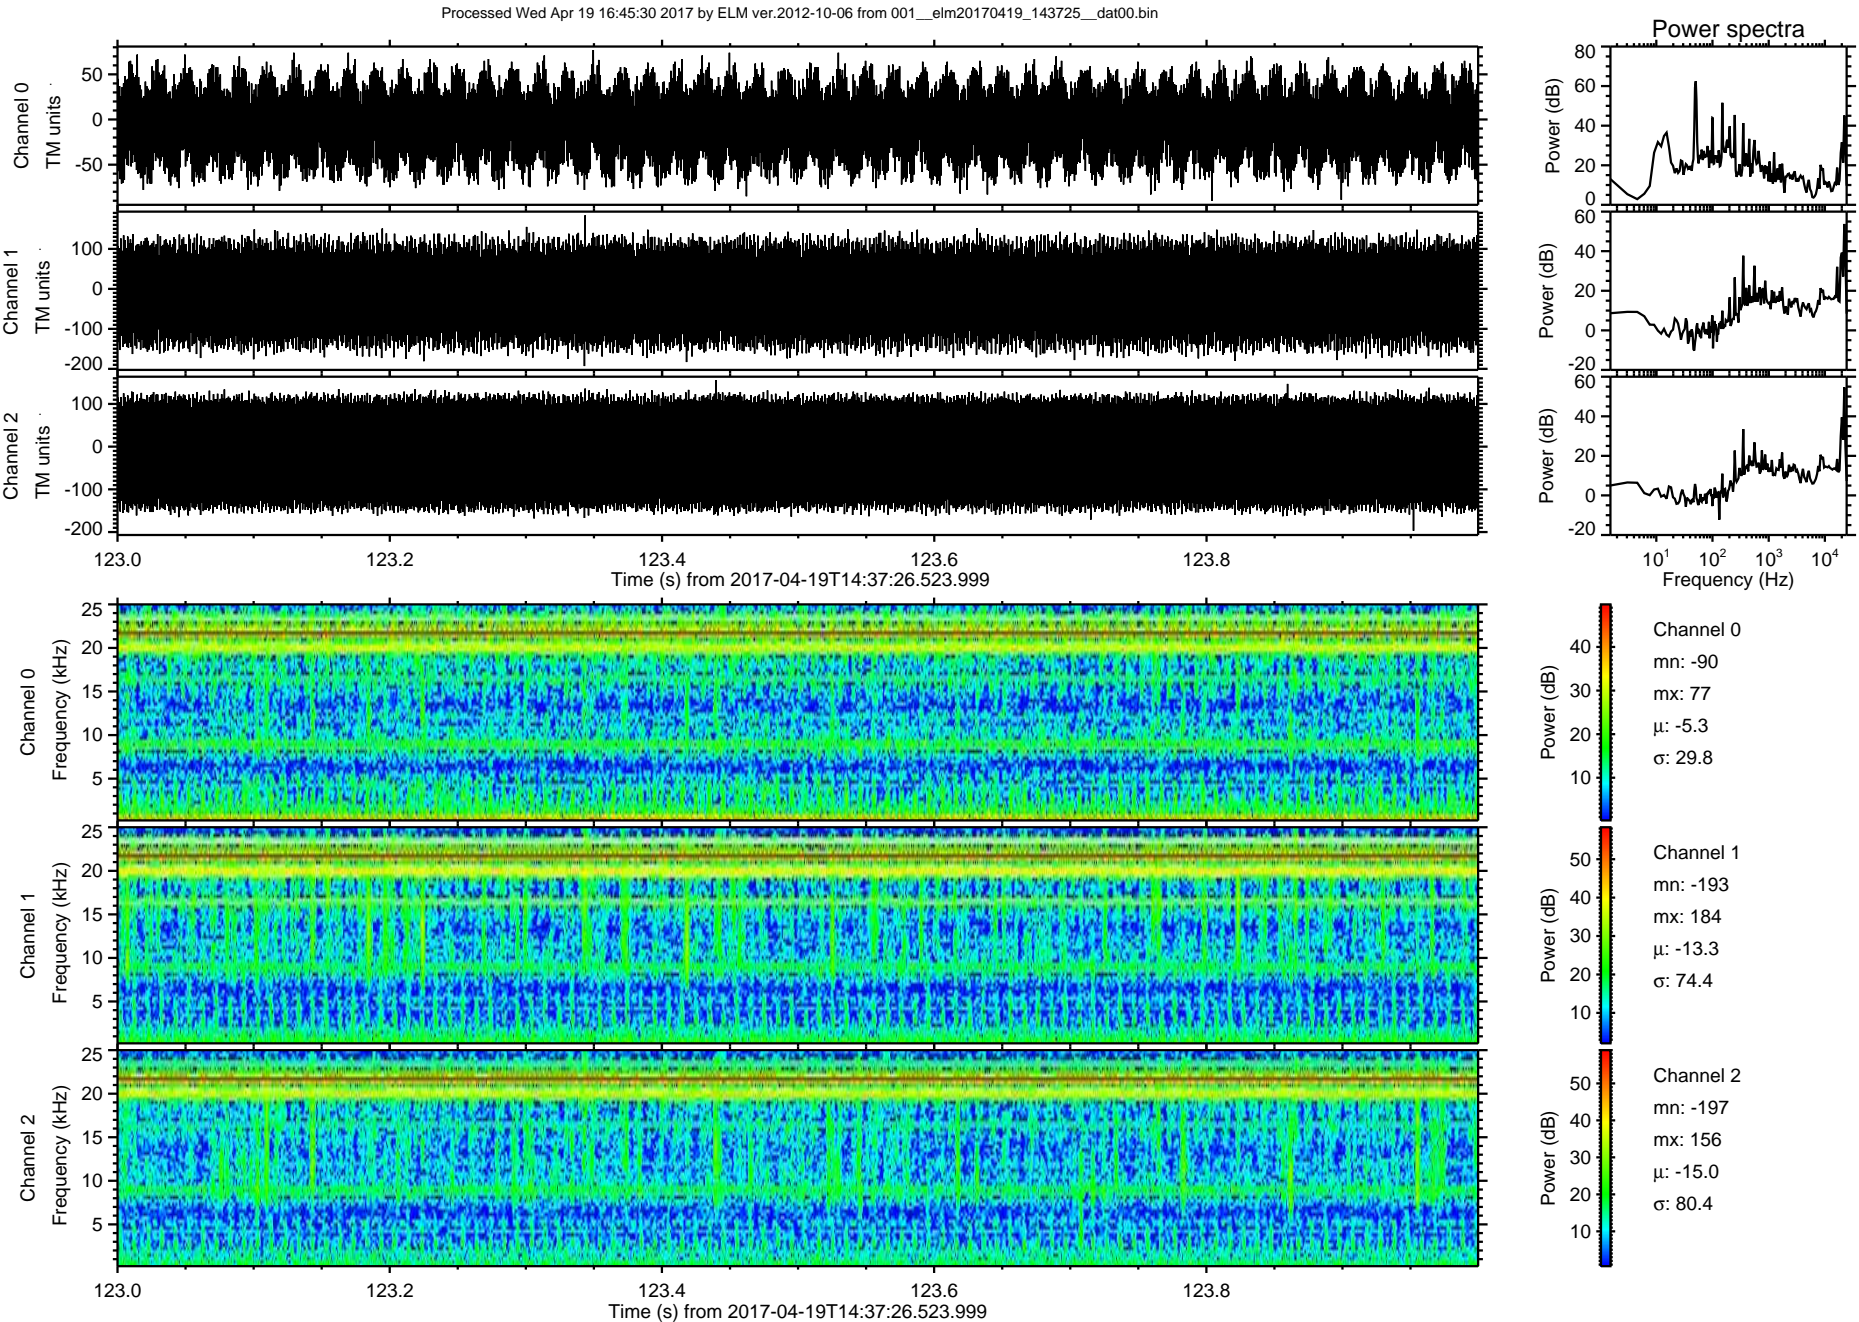 Processed Wed Apr 19 16:45:30 2017 by ELM ver.2012-10-06 from 001__elm20170419_143725__dat00.bin
Power spectra
Channel 0
TM units
50
0
-50
Power (dB)
80
60
40
20
0
Channel 1
TM units
100
0
-100
-200
Power (dB)
60
40
20
0
-20
Channel 2
TM units
100
0
-100
-200
Power (dB)
60
40
20
0
-20
123.0 123.2 123.4 123.6 123.8
Time (s) from 2017-04-19T14:37:26.523.999
10^1 10^2 10^3 10^4
Frequency (Hz)
Channel 0
Frequency (kHz)
25
20
15
10
5
Power (dB)
40
30
20
10
Channel 0
mn: -90
mx: 77
μ: -5.3
σ: 29.8
Channel 1
Frequency (kHz)
25
20
15
10
5
Power (dB)
50
40
30
20
10
Channel 1
mn: -193
mx: 184
μ: -13.3
σ: 74.4
Channel 2
Frequency (kHz)
25
20
15
10
5
Power (dB)
50
40
30
20
10
Channel 2
mn: -197
mx: 156
μ: -15.0
σ: 80.4
123.0 123.2 123.4 123.6 123.8
Time (s) from 2017-04-19T14:37:26.523.999